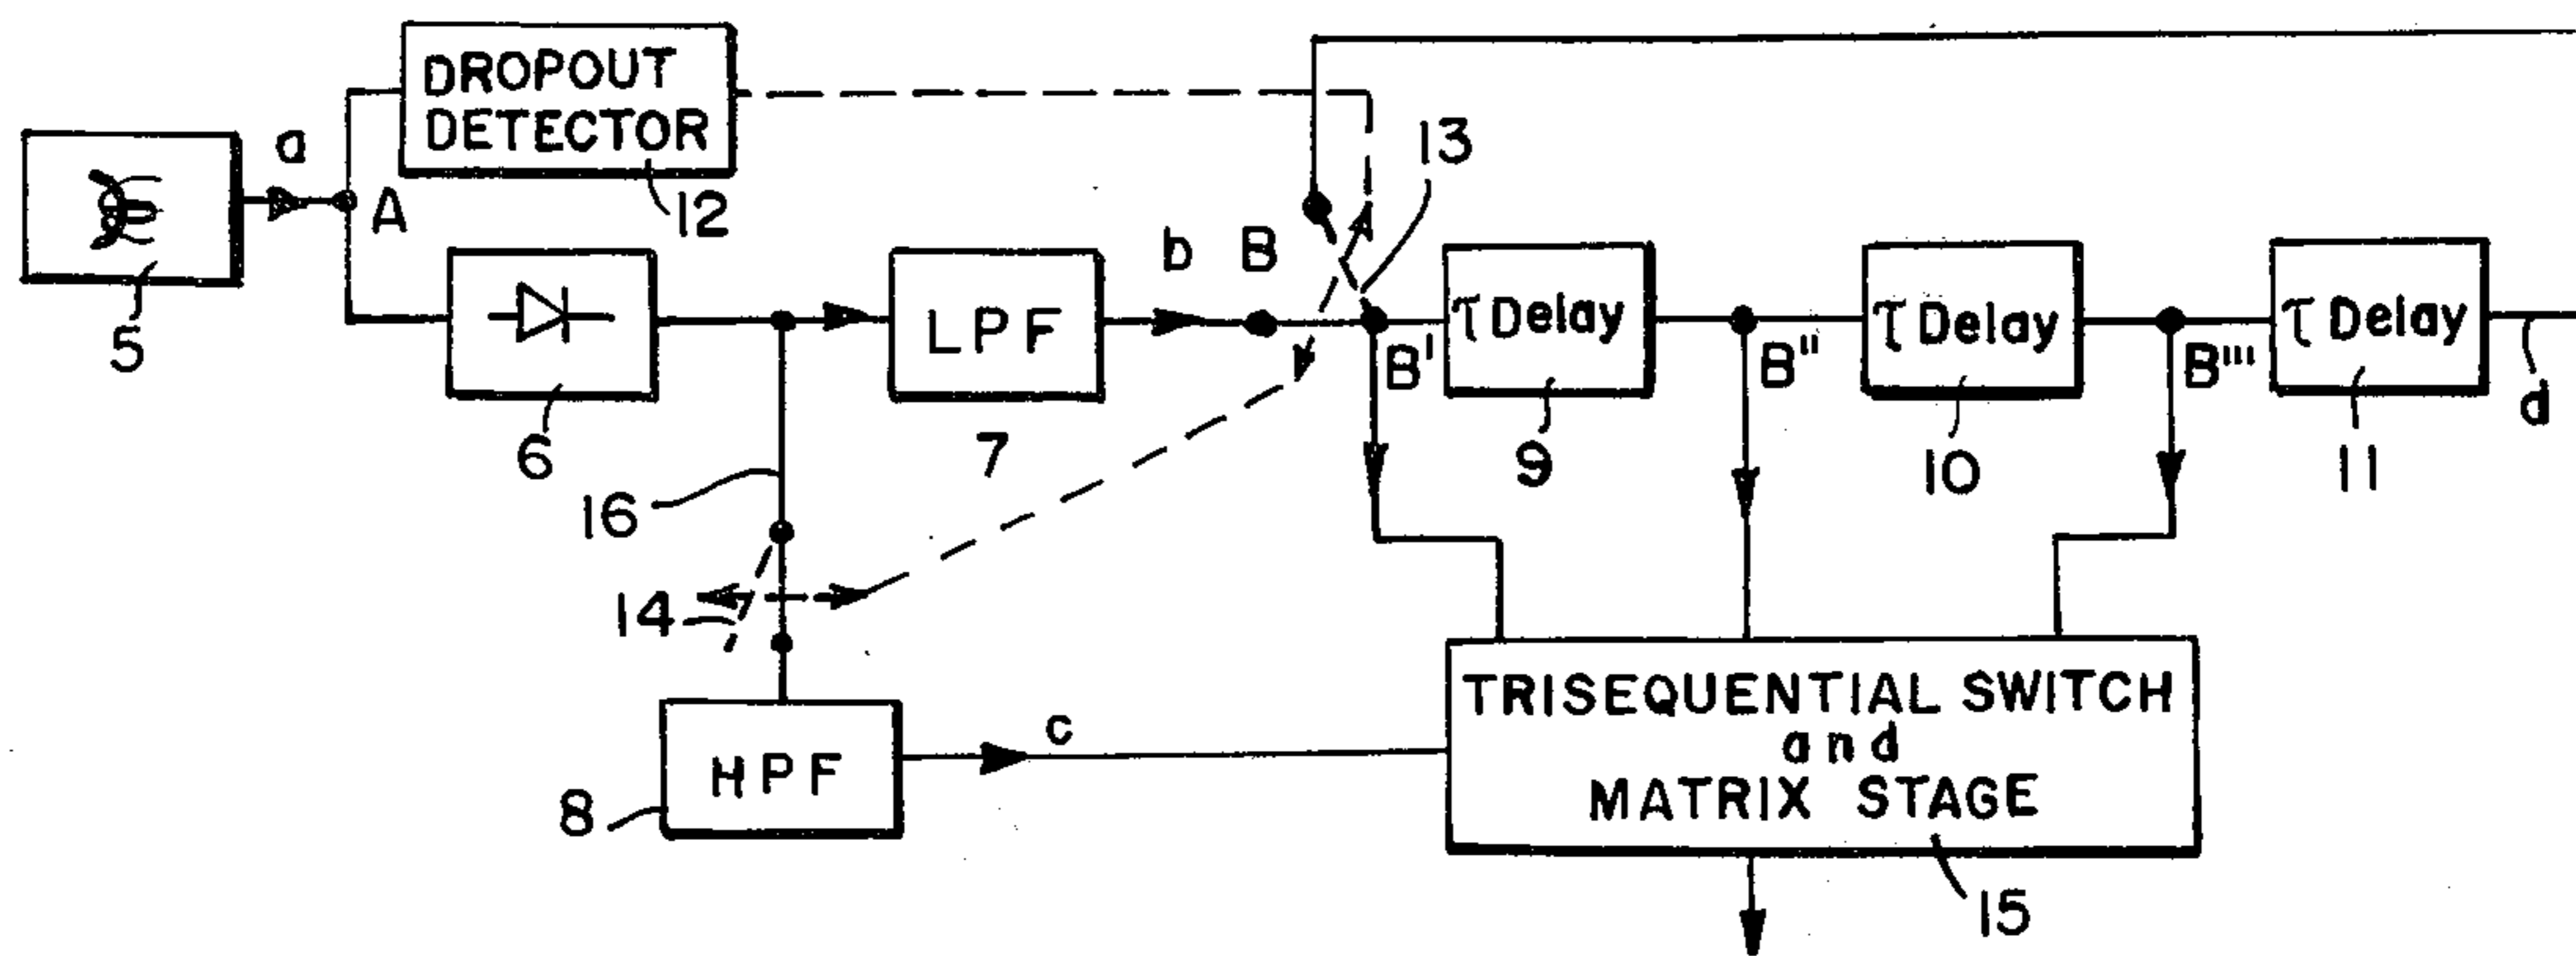 DROPOUT
DETECTOR
12
a
A
5
6
16
LPF
7
b
B
13
B'
τ Delay
9
B''
τ Delay
10
B'''
τ Delay
11
d
14
HPF
8
c
TRISEQUENTIAL SWITCH
and
MATRIX STAGE
15